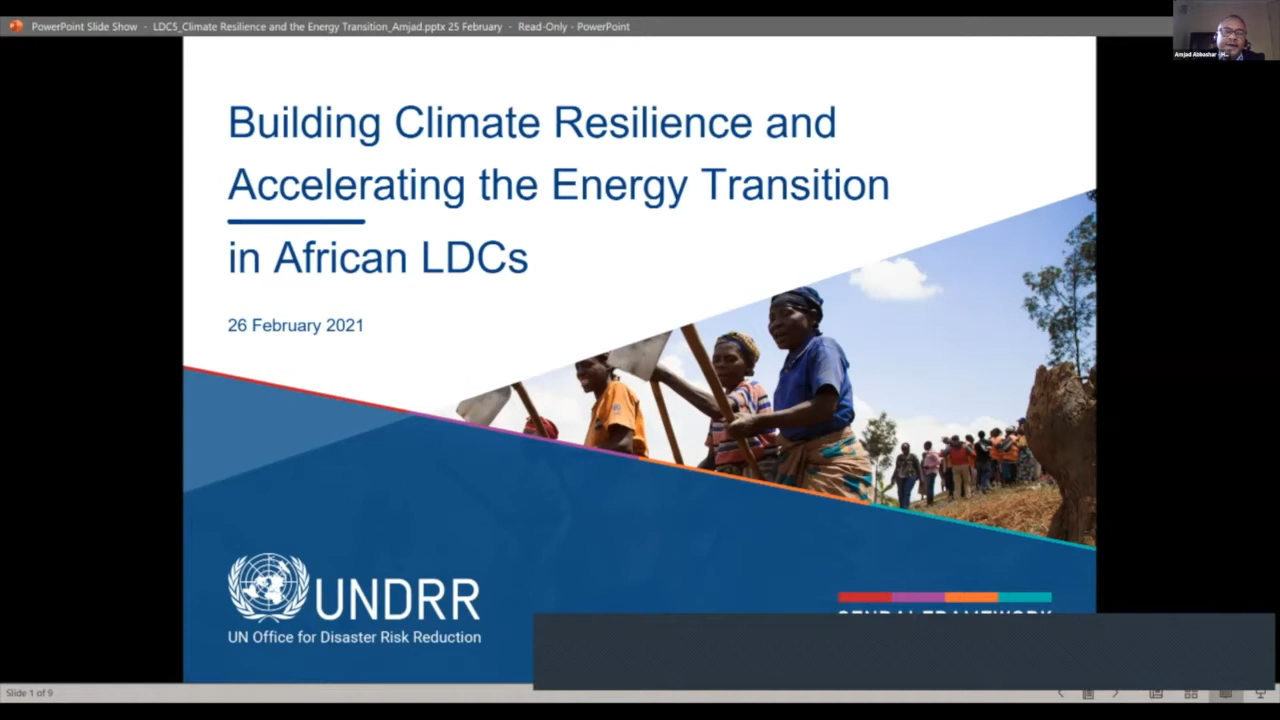 PowerPoint Slide Show - LDC5_Climate Resilience and the Energy Transition_Amjad.pptx 25 February - Read-Only - PowerPoint
Amjad Abbashar - H...
Building Climate Resilience and
Accelerating the Energy Transition
in African LDCs
26 February 2021
UNDRR
UN Office for Disaster Risk Reduction
Slide 1 of 9